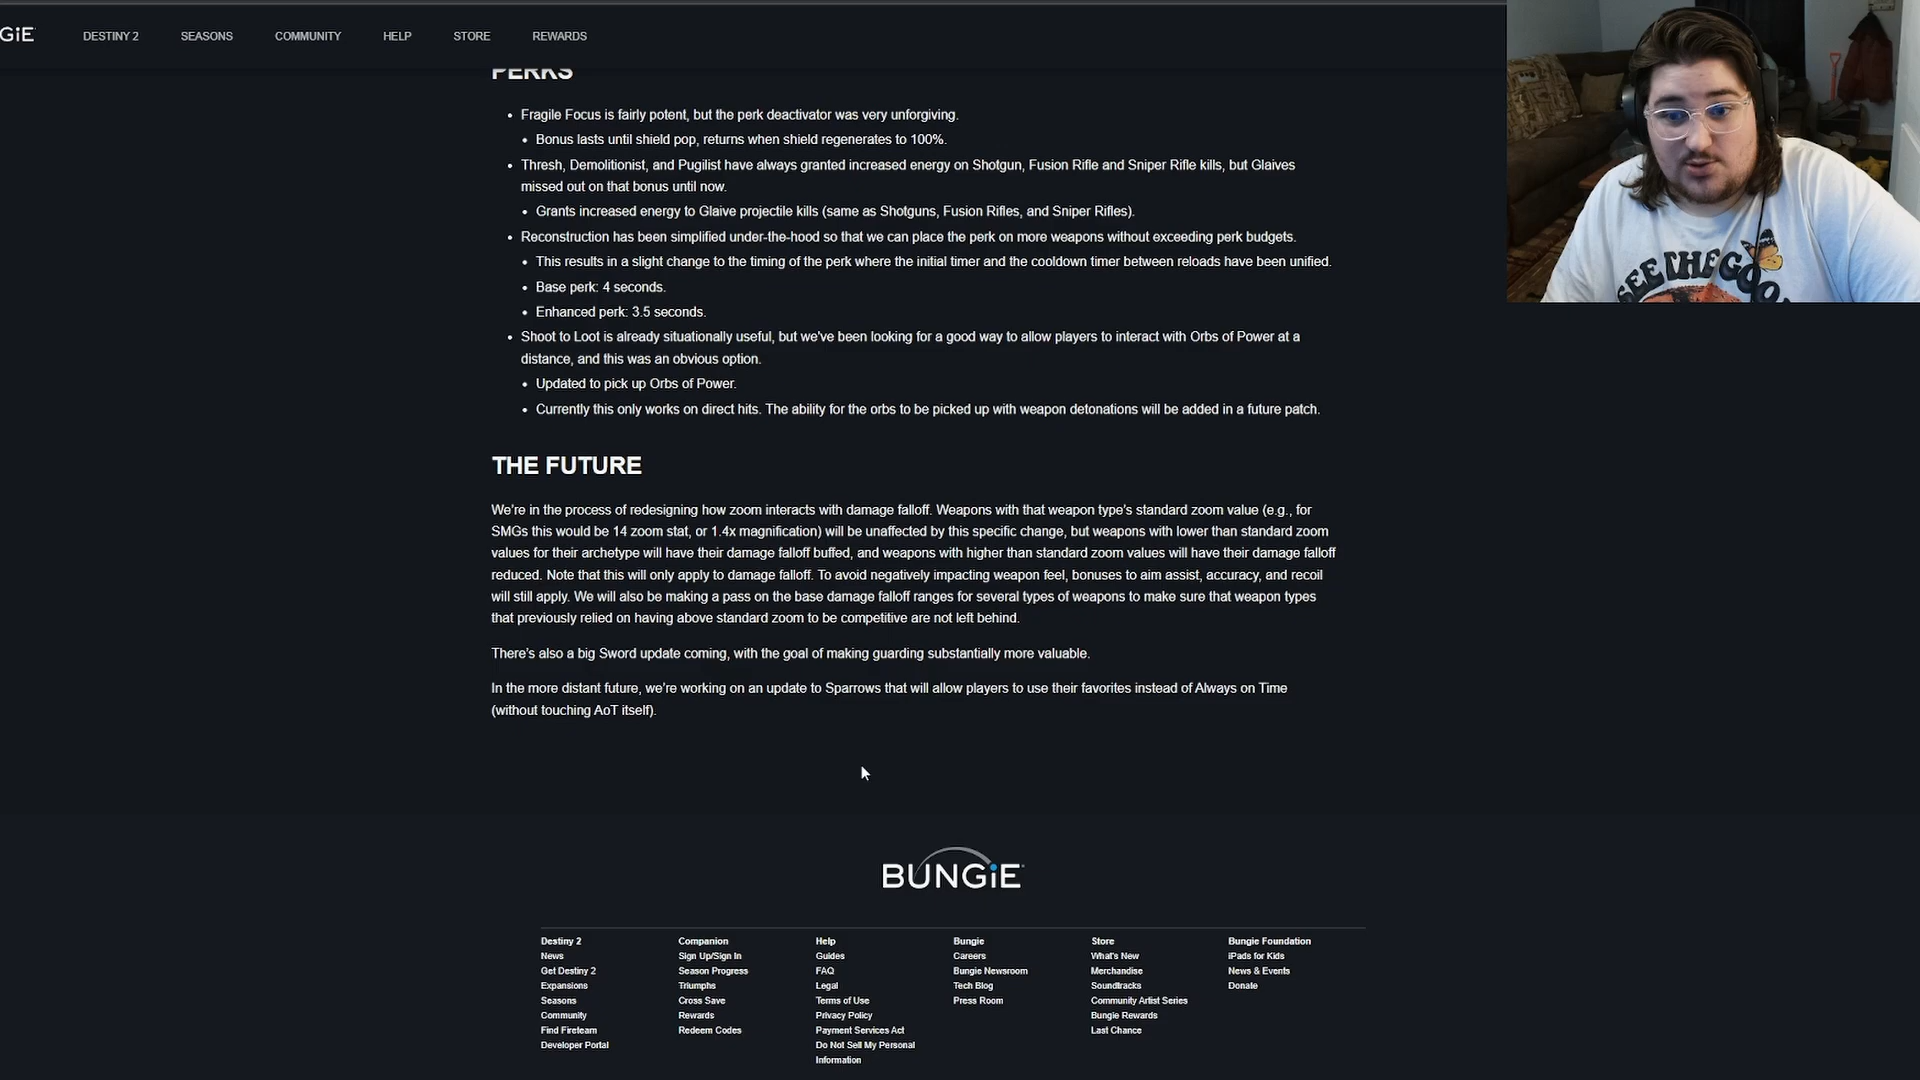 GiE
DESTINY 2
SEASONS
COMMUNITY
HELP
STORE
REWARDS
PERKS
• Fragile Focus is fairly potent, but the perk deactivator was very unforgiving.
• Bonus lasts until shield pop, returns when shield regenerates to 100%.
• Thresh, Demolitionist, and Pugilist have always granted increased energy on Shotgun, Fusion Rifle and Sniper Rifle kills, but Glaives
missed out on that bonus until now.
• Grants increased energy to Glaive projectile kills (same as Shotguns, Fusion Rifles, and Sniper Rifles).
• Reconstruction has been simplified under-the-hood so that we can place the perk on more weapons without exceeding perk budgets.
• This results in a slight change to the timing of the perk where the initial timer and the cooldown timer between reloads have been unified.
• Base perk: 4 seconds.
• Enhanced perk: 3.5 seconds.
• Shoot to Loot is already situationally useful, but we've been looking for a good way to allow players to interact with Orbs of Power at a
distance, and this was an obvious option.
• Updated to pick up Orbs of Power.
• Currently this only works on direct hits. The ability for the orbs to be picked up with weapon detonations will be added in a future patch.
THE FUTURE
We're in the process of redesigning how zoom interacts with damage falloff. Weapons with that weapon type's standard zoom value (e.g., for
SMGs this would be 14 zoom stat, or 1.4x magnification) will be unaffected by this specific change, but weapons with lower than standard zoom
values for their archetype will have their damage falloff buffed, and weapons with higher than standard zoom values will have their damage falloff
reduced. Note that this will only apply to damage falloff. To avoid negatively impacting weapon feel, bonuses to aim assist, accuracy, and recoil
will still apply. We will also be making a pass on the base damage falloff ranges for several types of weapons to make sure that weapon types
that previously relied on having above standard zoom to be competitive are not left behind.
There's also a big Sword update coming, with the goal of making guarding substantially more valuable.
In the more distant future, we're working on an update to Sparrows that will allow players to use their favorites instead of Always on Time
(without touching AoT itself).
SEE THE GOO
BUNGiE
Destiny 2
News
Get Destiny 2
Expansions
Seasons
Community
Find Fireteam
Developer Portal
Companion
Sign Up/Sign In
Season Progress
Triumphs
Cross Save
Rewards
Redeem Codes
Help
Guides
FAQ
Legal
Terms of Use
Privacy Policy
Payment Services Act
Do Not Sell My Personal
Information
Bungie
Careers
Bungie Newsroom
Tech Blog
Press Room
Store
What's New
Merchandise
Soundtracks
Community Artist Series
Bungie Rewards
Last Chance
Bungie Foundation
iPads for Kids
News & Events
Donate